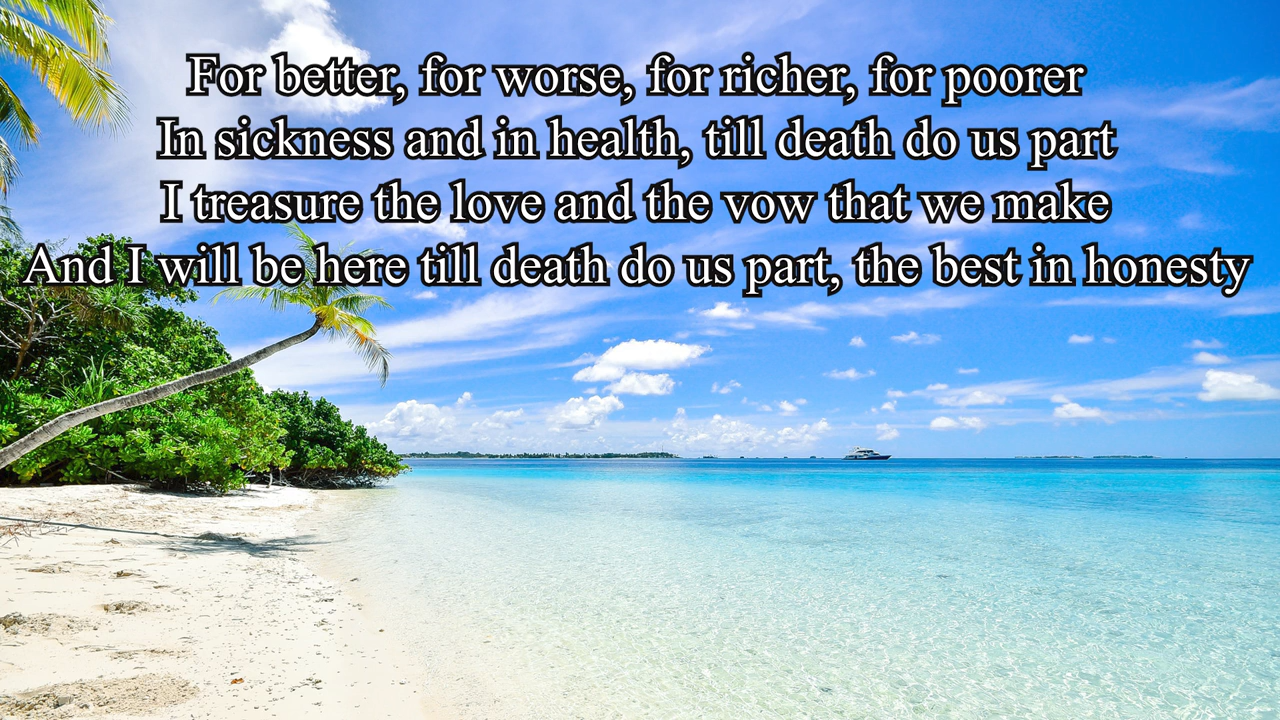 For better, for worse, for richer, for poorer
In sickness and in health, till death do us part
I treasure the love and the vow that we make
And I will be here till death do us part, the best in honesty